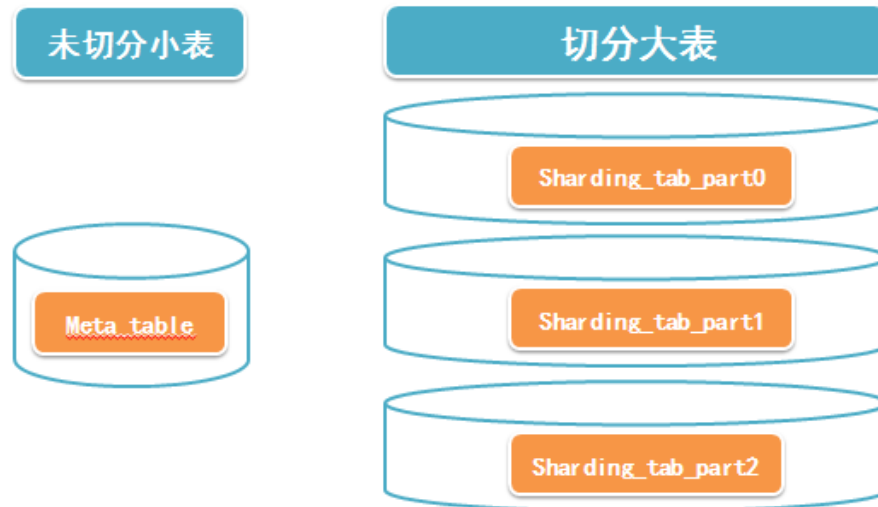 未切分小表
切分大表
Sharding_tab_part0
Meta_table
Sharding_tab_part1
Sharding_tab_part2